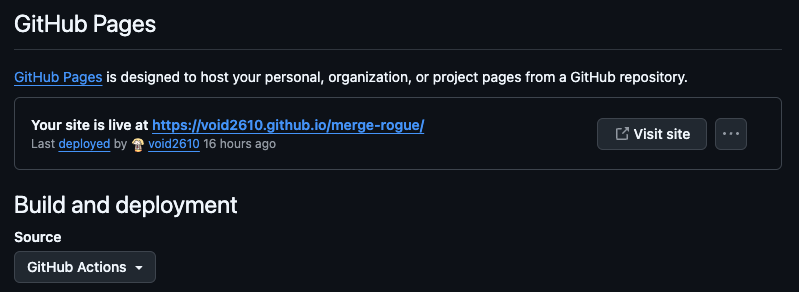 GitHub Pages
GitHub Pages is designed to host your personal, organization, or project pages from a GitHub repository.
Your site is live at https://void2610.github.io/merge-rogue/
Visit site
Last deployed by void2610 16 hours ago
Build and deployment
Source
GitHub Actions